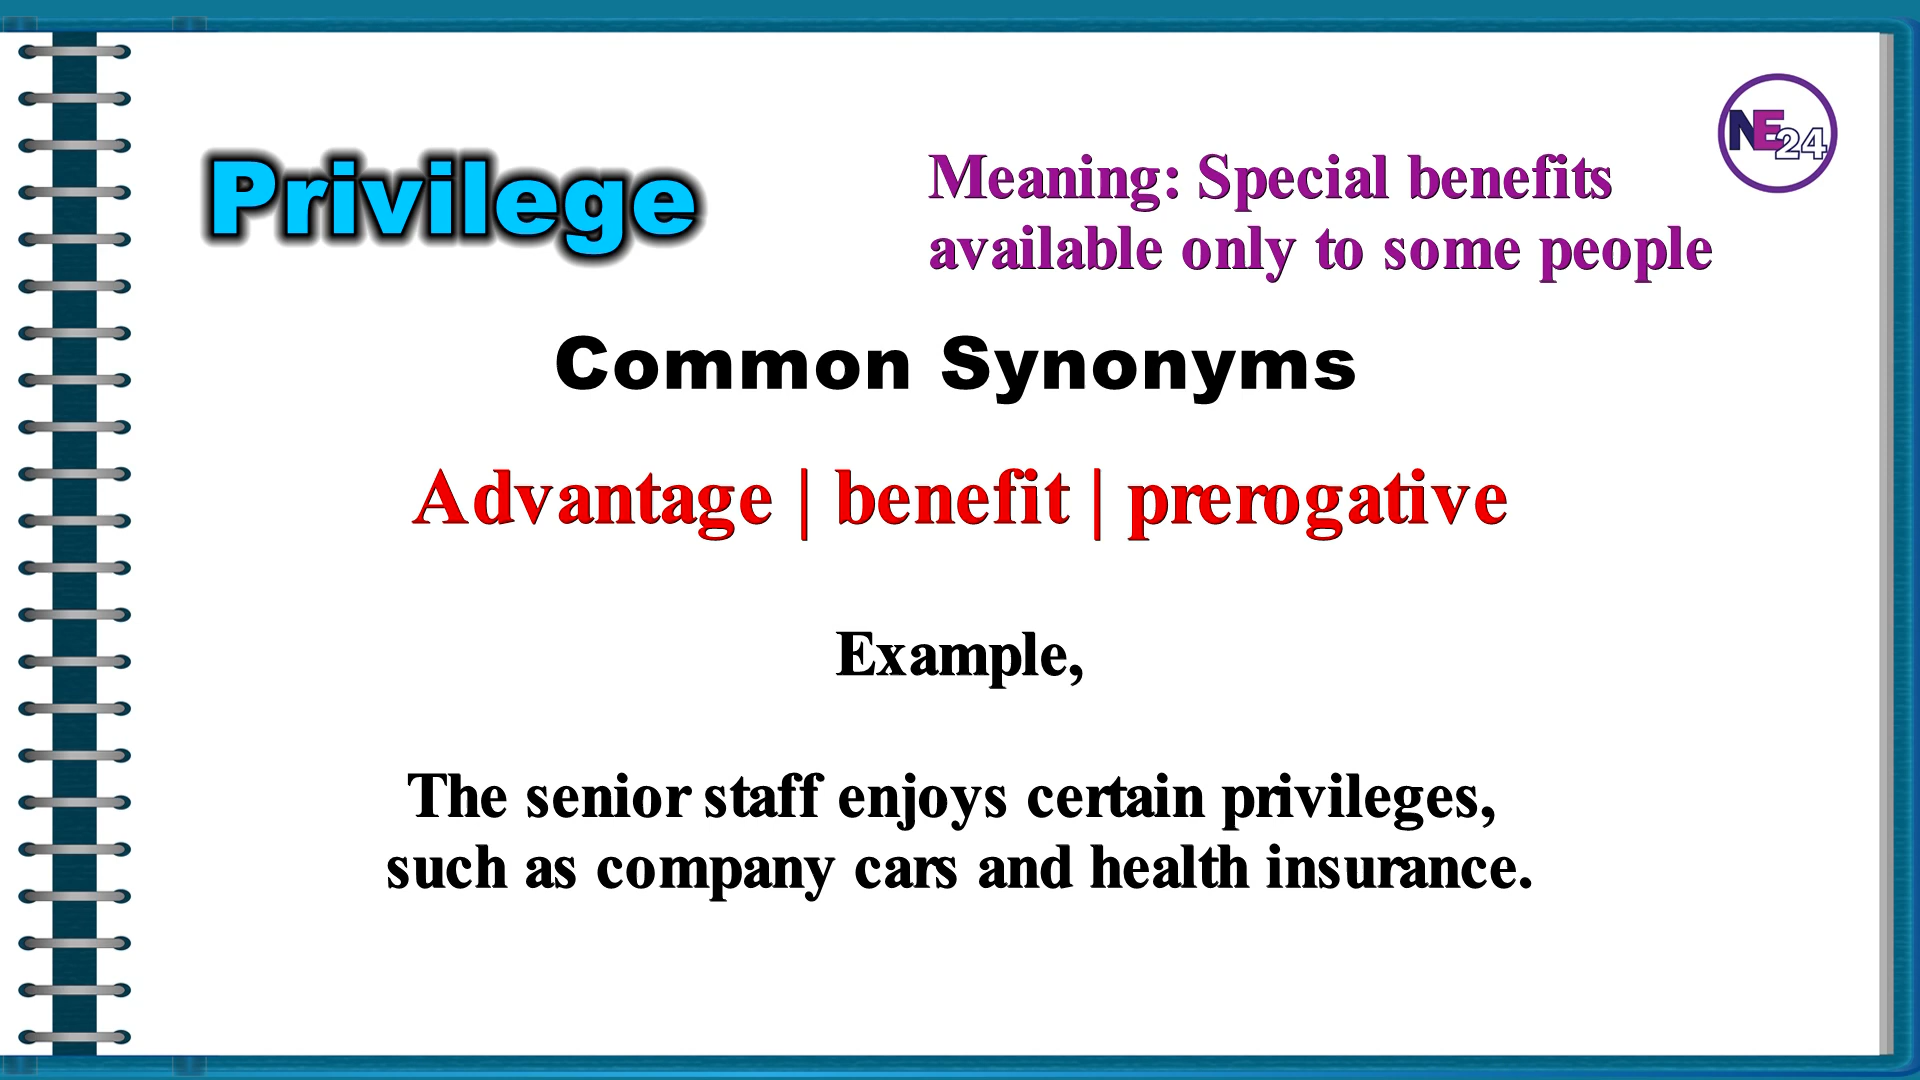 Privilege
Meaning: Special benefits
available only to some people
NE24
Common Synonyms
Advantage | benefit | prerogative
Example,
The senior staff enjoys certain privileges,
such as company cars and health insurance.